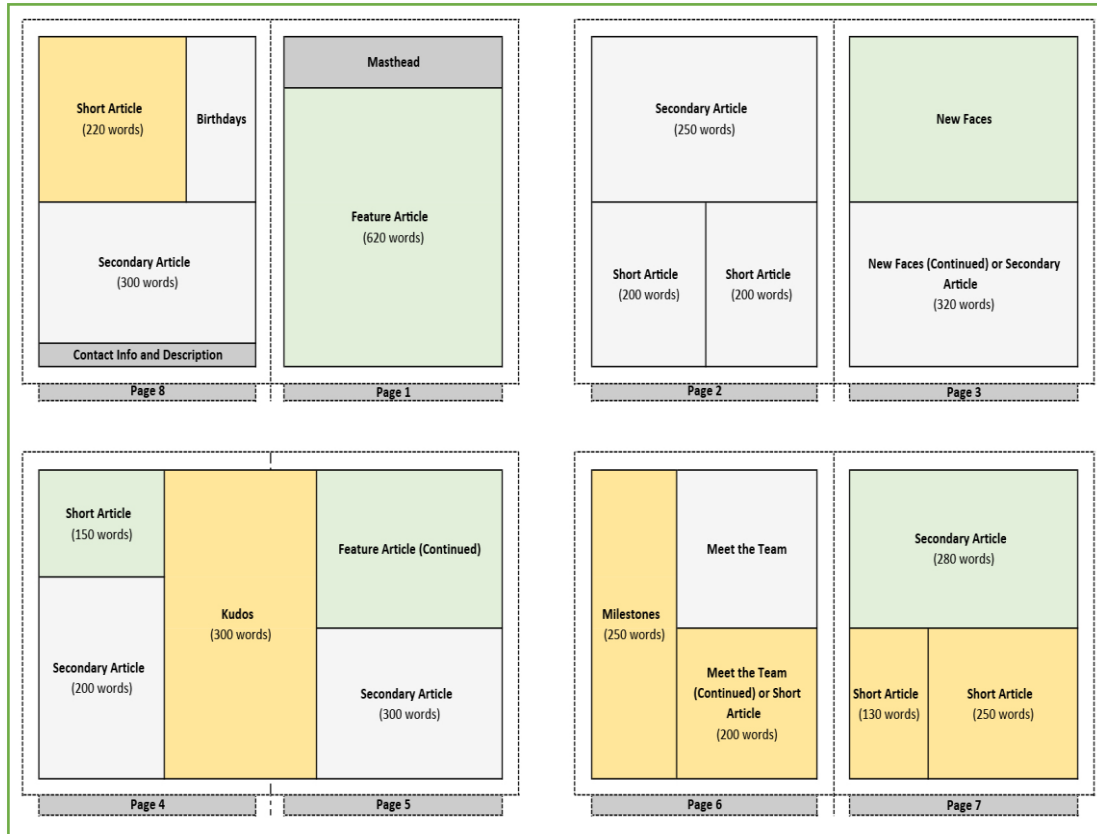 Short Article
(220 words)
Birthdays
Secondary Article
(300 words)
Contact Info and Description
Page 8
Masthead
Feature Article
(620 words)
Page 1
Secondary Article
(250 words)
Short Article
(200 words)
Short Article
(200 words)
Page 2
New Faces
New Faces (Continued) or Secondary
Article
(320 words)
Page 3
Short Article
(150 words)
Secondary Article
(200 words)
Kudos
(300 words)
Page 4
Feature Article (Continued)
Secondary Article
(300 words)
Page 5
Milestones
(250 words)
Meet the Team
Meet the Team
(Continued) or Short
Article
(200 words)
Page 6
Secondary Article
(280 words)
Short Article
(130 words)
Short Article
(250 words)
Page 7